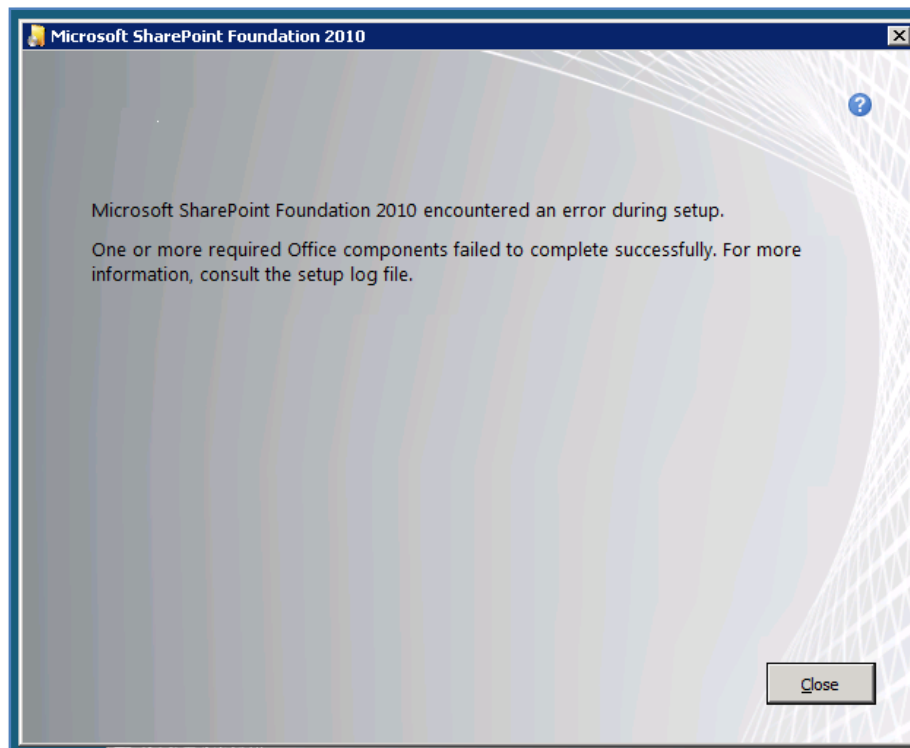 Microsoft SharePoint Foundation 2010
?
Microsoft SharePoint Foundation 2010 encountered an error during setup.
One or more required Office components failed to complete successfully. For more
information, consult the setup log file.
Close